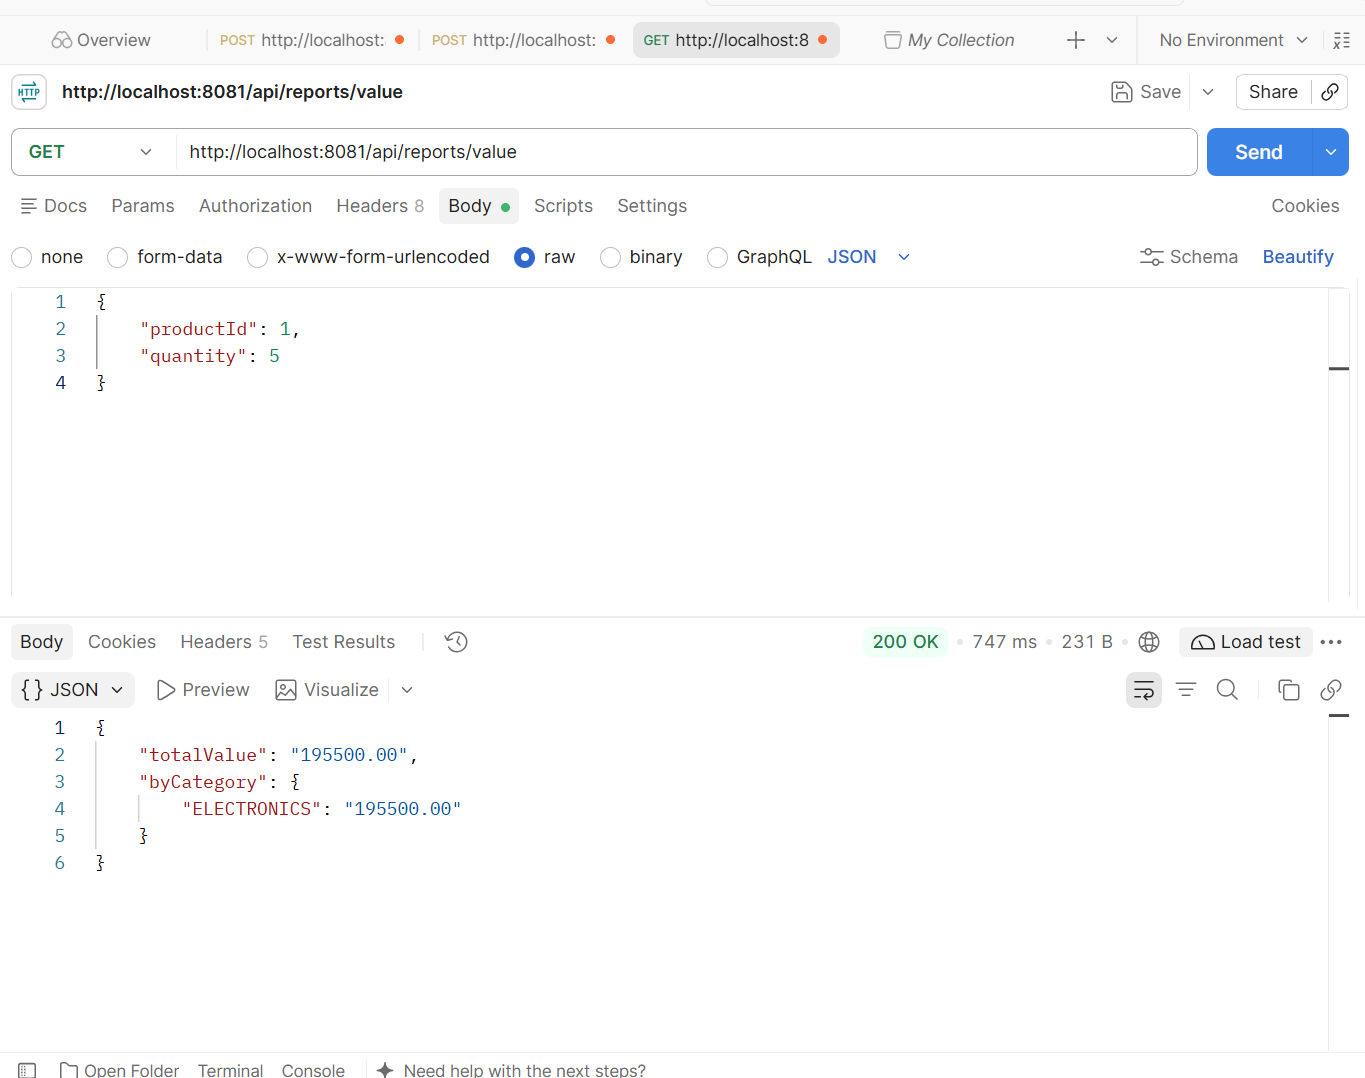 Overview
POST http://localhost:
POST http://localhost:
GET http://localhost:8
My Collection
No Environment
HTTP http://localhost:8081/api/reports/value
Save
Share
GET http://localhost:8081/api/reports/value
Send
Docs Params Authorization Headers 8 Body Scripts Settings Cookies
none form-data x-www-form-urlencoded raw binary GraphQL JSON Schema Beautify
1 {
2 "productId": 1,
3 "quantity": 5
4 }
Body Cookies Headers 5 Test Results 200 OK 747 ms 231 B Load test
{} JSON Preview Visualize
1 {
2 "totalValue": "195500.00",
3 "byCategory": {
4 "ELECTRONICS": "195500.00"
5 }
6 }
Open Folder Terminal Console Need help with the next steps?